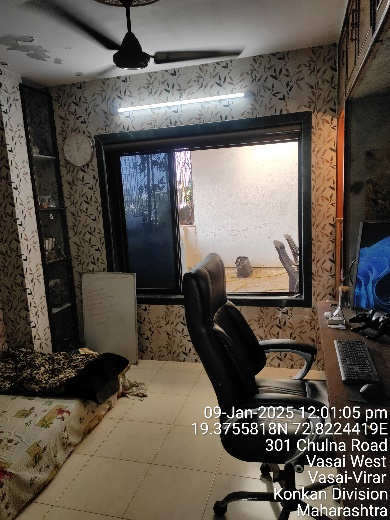 09-Jan-2025 12:01:05 pm
19.3755818N 72.8224419E
301 Chulna Road
Vasai West
Vasai-Virar
Konkan Division
Maharashtra